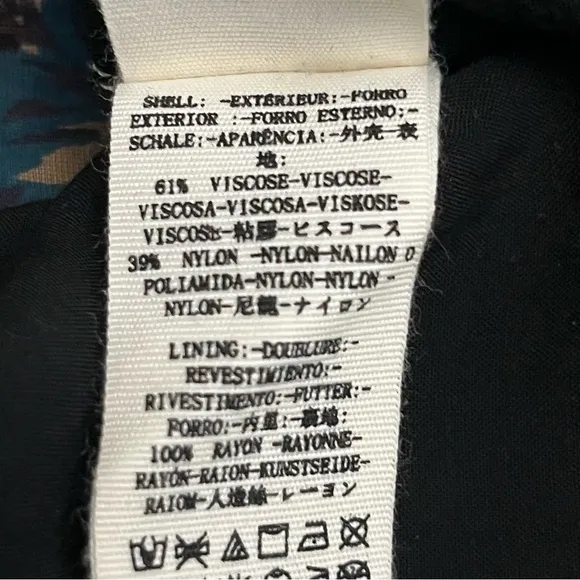 SHELL: -EXTÉRIEUR:-FORRO
EXTERIOR :-FORRO ESTERNO:-
SCHALE:-APARÊNCIA:-外壳-表
地:
61% VISCOSE-VISCOSE-
VISCOSA-VISCOSA-VISKOSE-
VISCOSE-粘膠-ビスコース
39% NYLON -NYLON-NAILON O
POLIAMIDA-NYLON-NYLON -
NYLON-尼龍-ナイロン
LINING:-DOUBLURE:-
REVESTIMIENTO:-
RIVESTIMENTO:-FUTTER:-
FORRO:-内里:-裏地:
100% RAYON -RAYONNE-
RAYÓN-RAION-KUNSTSEIDE-
RAIOM-人造絲-レーヨン